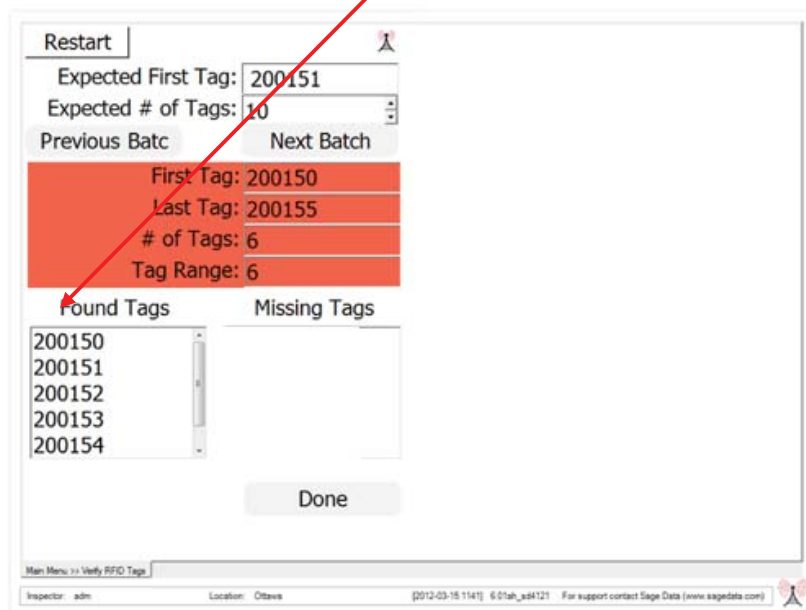 Restart
Expected First Tag: 200151
Expected # of Tags: 10
Previous Batc Next Batch
First Tag: 200150
Last Tag: 200155
# of Tags: 6
Tag Range: 6
Found Tags Missing Tags
200150
200151
200152
200153
200154
Done
Main Menu >> Verify RFID Tags
Inspector: adm Location: Ottawa [2012-03-15 1141] 6.01ah_sd4121 For support contact Sage Data (www.sagedata.com)